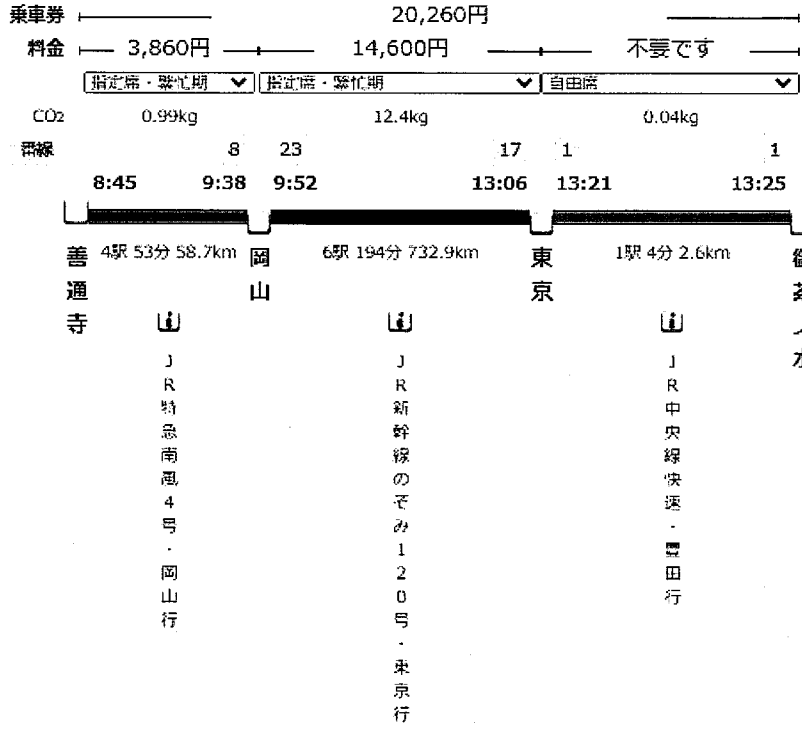 乗車券 20,260円
料金 3,860円 14,600円 不要です
指定席・繁忙期 指定席・繁忙期 自由席
CO2 0.99kg 12.4kg 0.04kg
番線 8 23 17 1 1
8:45 9:38 9:52 13:06 13:21 13:25
4駅 53分 58.7km 6駅 194分 732.9km 1駅 4分 2.6km
善通寺
岡山
東京
御茶ノ水
JR特急南風4号・岡山行
JR新幹線のぞみ120号・東京行
JR中央線快速・豊田行